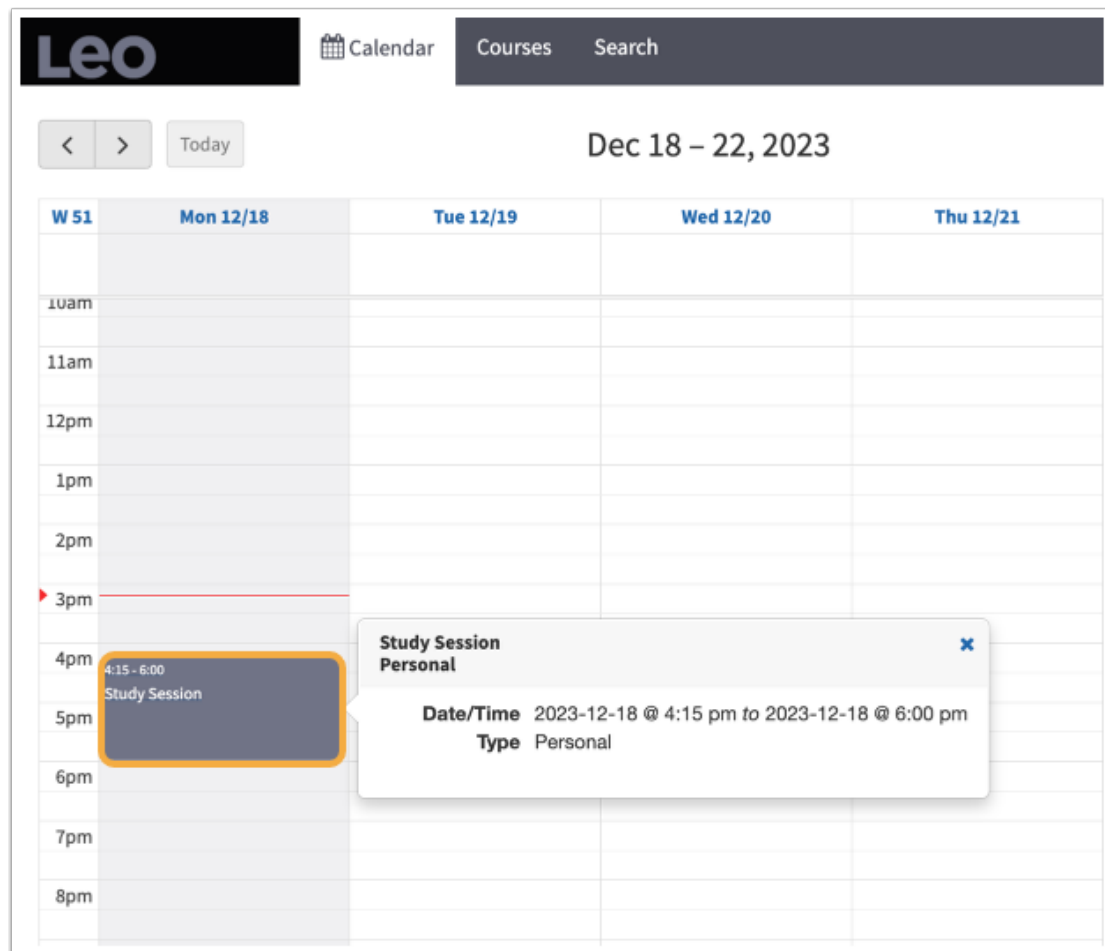 Leo
Calendar Courses Search
< > Today
Dec 18 – 22, 2023
W 51 Mon 12/18 Tue 12/19 Wed 12/20 Thu 12/21
10am
11am
12pm
1pm
2pm
3pm
4pm
4:15 - 6:00
Study Session
5pm
6pm
7pm
8pm
Study Session
Personal
Date/Time 2023-12-18 @ 4:15 pm to 2023-12-18 @ 6:00 pm
Type Personal